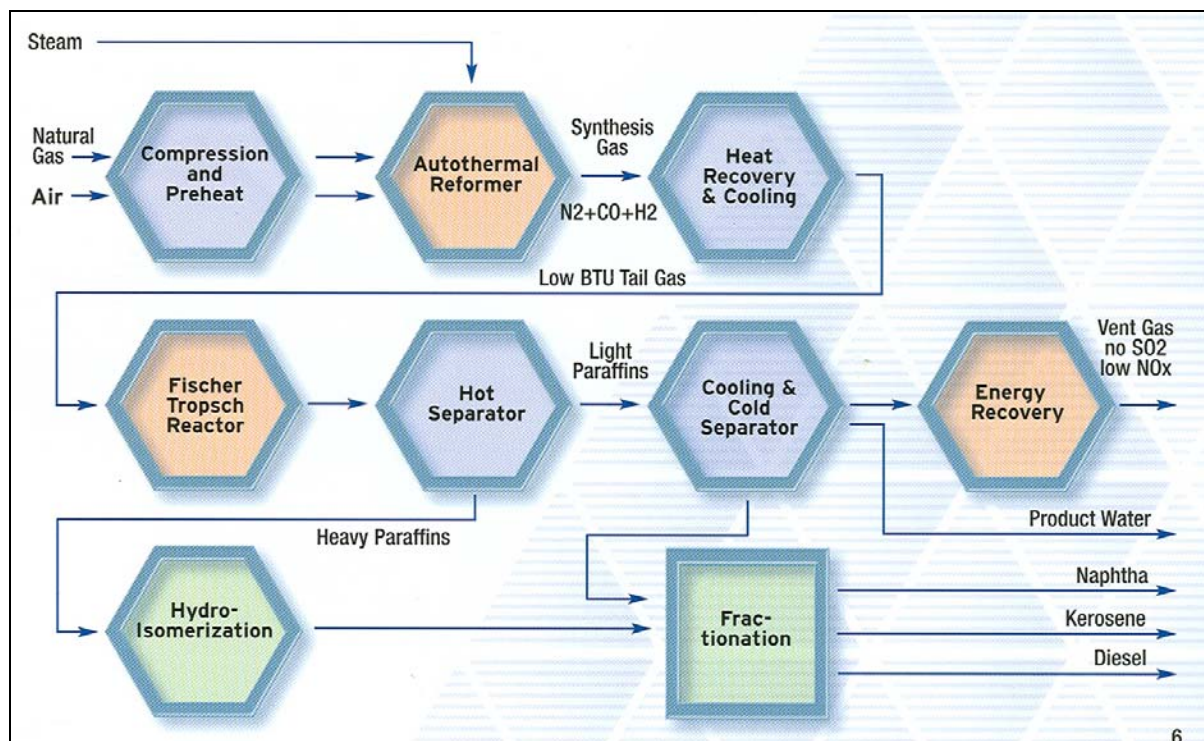 Steam
Natural
Gas
Air
Compression
and
Preheat
Autothermal
Reformer
Synthesis
Gas
N2+CO+H2
Heat
Recovery
& Cooling
Low BTU Tail Gas
Fischer
Tropsch
Reactor
Hot
Separator
Light
Paraffins
Cooling &
Cold
Separator
Energy
Recovery
Vent Gas
no SO2
low NOx
Product Water
Heavy Paraffins
Hydro-
Isomerization
Frac-
tionation
Naphtha
Kerosene
Diesel
6